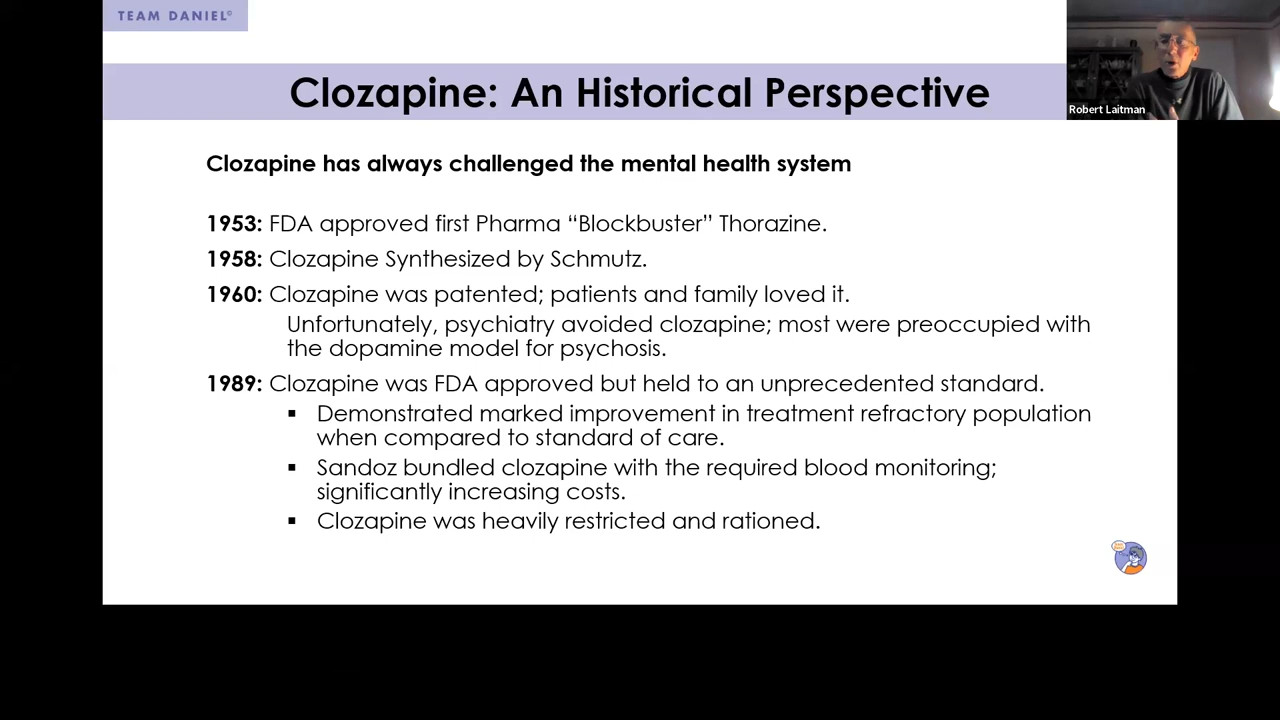 TEAM DANIEL©
Clozapine: An Historical Perspective
Robert Laitman
Clozapine has always challenged the mental health system
1953: FDA approved first Pharma “Blockbuster” Thorazine.
1958: Clozapine Synthesized by Schmutz.
1960: Clozapine was patented; patients and family loved it.
Unfortunately, psychiatry avoided clozapine; most were preoccupied with
the dopamine model for psychosis.
1989: Clozapine was FDA approved but held to an unprecedented standard.
▪ Demonstrated marked improvement in treatment refractory population
when compared to standard of care.
▪ Sandoz bundled clozapine with the required blood monitoring;
significantly increasing costs.
▪ Clozapine was heavily restricted and rationed.